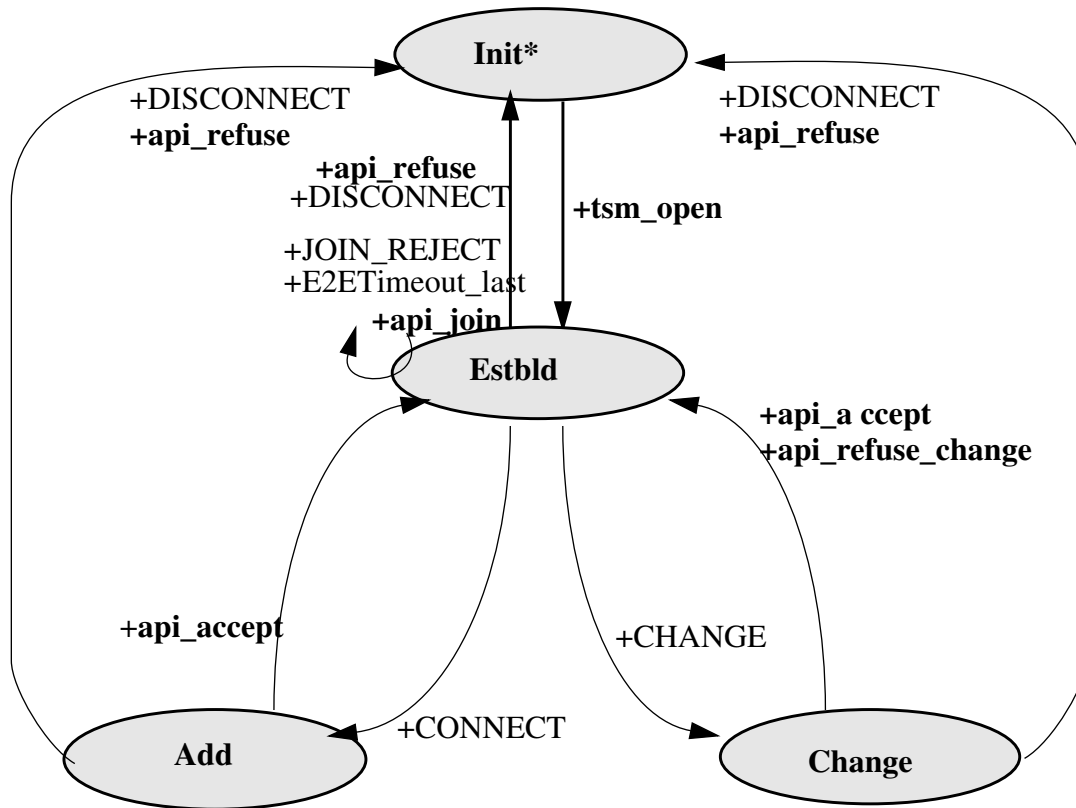 Init*
+DISCONNECT
+api_refuse
+DISCONNECT
+api_refuse
+api_refuse
+DISCONNECT
+tsm_open
+JOIN_REJECT
+E2ETimeout_last
+api_join
Estbld
+api_a ccept
+api_refuse_change
+api_accept
+CHANGE
+CONNECT
Add
Change